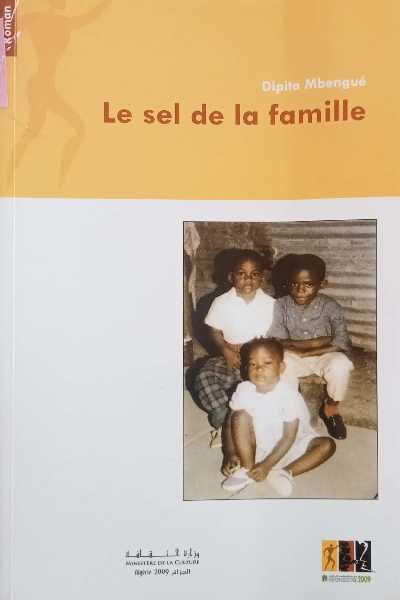 Roman
Dipita Mbengué
Le sel de la famille
وزارة الثقافة
MINISTÈRE DE LA CULTURE
Algérie 2009 الجزائر
2009